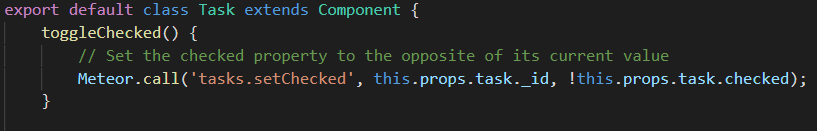 export default class Task extends Component {
    toggleChecked() {
        // Set the checked property to the opposite of its current value
        Meteor.call('tasks.setChecked', this.props.task._id, !this.props.task.checked);
    }